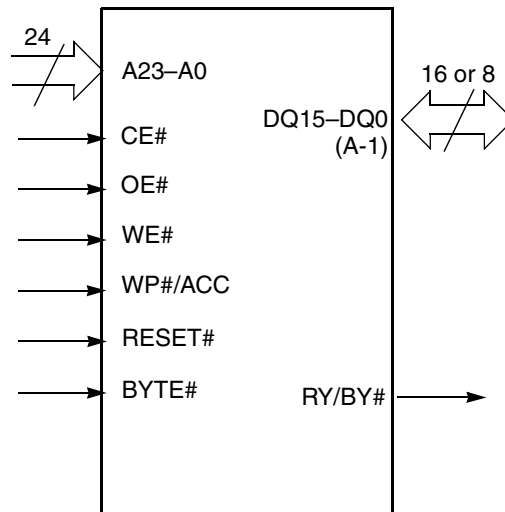 24
A23–A0
16 or 8
CE#
DQ15–DQ0
(A-1)
OE#
WE#
WP#/ACC
RESET#
BYTE#
RY/BY#